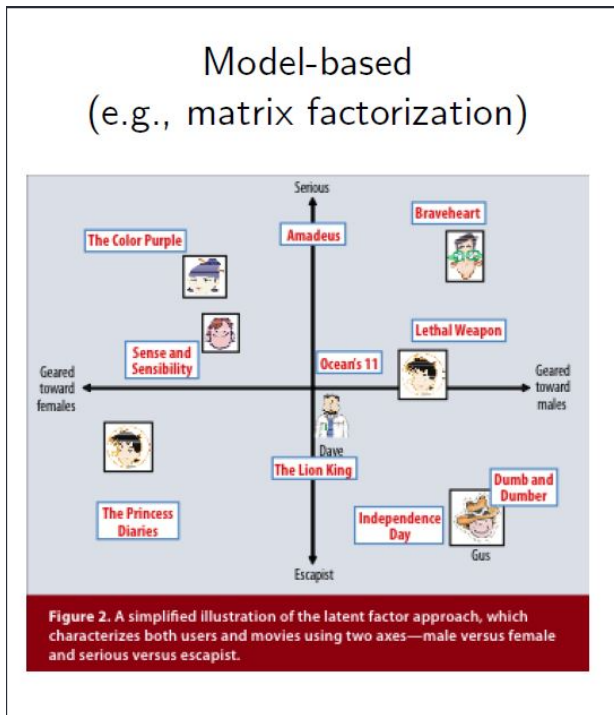 Model-based
(e.g., matrix factorization)
Serious
Braveheart
The Color Purple
Amadeus
Lethal Weapon
Sense and
Sensibility
Ocean's 11
Geared
toward
females
Geared
toward
males
Dave
The Lion King
Dumb and
Dumber
The Princess
Diaries
Independence
Day
Gus
Escapist
Figure 2. A simplified illustration of the latent factor approach, which
characterizes both users and movies using two axes—male versus female
and serious versus escapist.